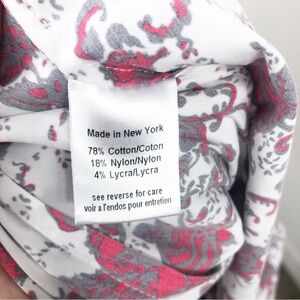 Made in New York
78% Cotton/Coton
18% Nylon/Nylon
4% Lycra/Lycra
see reverse for care
voir a l'endos pour entretien